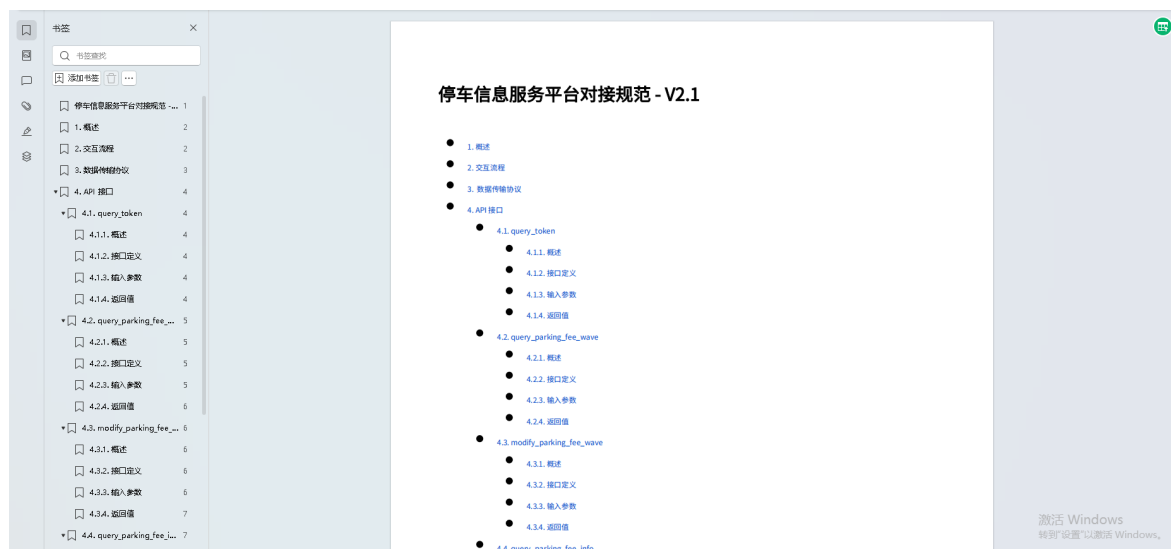 书签
书签查找
添加书签
停车信息服务平台对接规范 -... 1
1. 概述 2
2. 交互流程 2
3. 数据传输协议 3
4. API 接口 4
4.1. query_token 4
4.1.1. 概述 4
4.1.2. 接口定义 4
4.1.3. 输入参数 4
4.1.4. 返回值 4
4.2. query_parking_fee_... 5
4.2.1. 概述 5
4.2.2. 接口定义 5
4.2.3. 输入参数 5
4.2.4. 返回值 6
4.3. modify_parking_fee_... 6
4.3.1. 概述 6
4.3.2. 接口定义 6
4.3.3. 输入参数 6
4.3.4. 返回值 7
4.4. query_parking_fee_i... 7
停车信息服务平台对接规范 - V2.1
1. 概述
2. 交互流程
3. 数据传输协议
4. API 接口
4.1. query_token
4.1.1. 概述
4.1.2. 接口定义
4.1.3. 输入参数
4.1.4. 返回值
4.2. query_parking_fee_wave
4.2.1. 概述
4.2.2. 接口定义
4.2.3. 输入参数
4.2.4. 返回值
4.3. modify_parking_fee_wave
4.3.1. 概述
4.3.2. 接口定义
4.3.3. 输入参数
4.3.4. 返回值
4.4. query_parking_fee_info
激活 Windows
转到"设置"以激活 Windows。